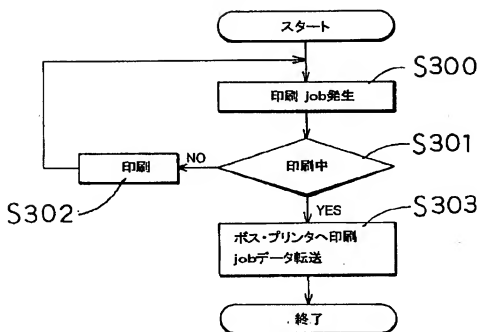 スタート
S300
印刷 job発生
S301
印刷中
NO
印刷
S302
YES
S303
ボス・プリンタへ印刷
jobデータ転送
終了